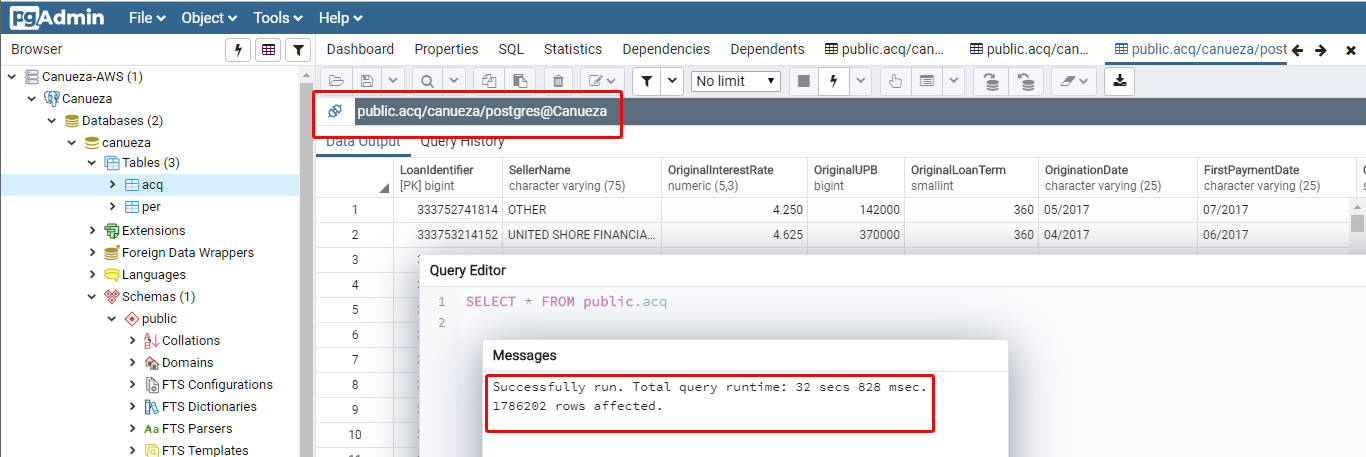 pgAdmin File Object Tools Help
Browser Dashboard Properties SQL Statistics Dependencies Dependents public.acq/can... public.acq/can... public.acq/canueza/post
Canueza-AWS (1) No limit
Canueza
public.acq/canueza/postgres@Canueza
Databases (2)
canueza Data Output Query History
Tables (3)
LoanIdentifier SellerName OriginalInterestRate OriginalUPB OriginalLoanTerm OriginationDate FirstPaymentDate
acq [PK] bigint character varying (75) numeric (5,3) bigint smallint character varying (25) character varying (25)
per 1 333752741814 OTHER 4.250 142000 360 05/2017 07/2017
Extensions 2 333753214152 UNITED SHORE FINANCIA... 4.625 370000 360 04/2017 06/2017
Foreign Data Wrappers 3
Languages 4 Query Editor
Schemas (1) 5 1 SELECT * FROM public.acq
public 6 2
Collations 7 Messages
Domains
FTS Configurations 8 Successfully run. Total query runtime: 32 secs 828 msec.
FTS Dictionaries 9 1786202 rows affected.
FTS Parsers 10
FTS Templates